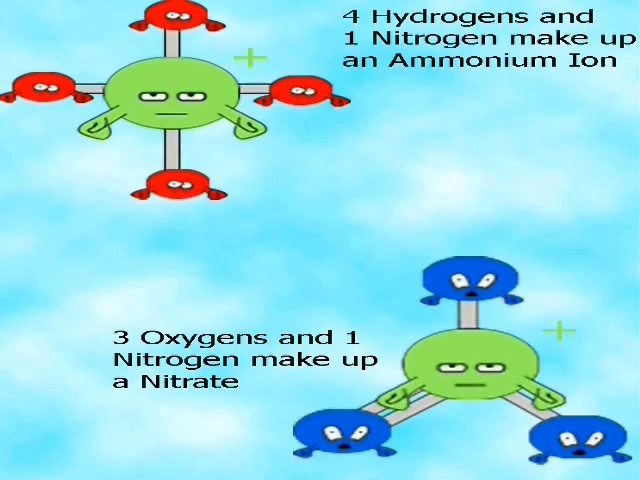 4 Hydrogens and
1 Nitrogen make up
an Ammonium Ion
+
3 Oxygens and 1
Nitrogen make up
a Nitrate
+